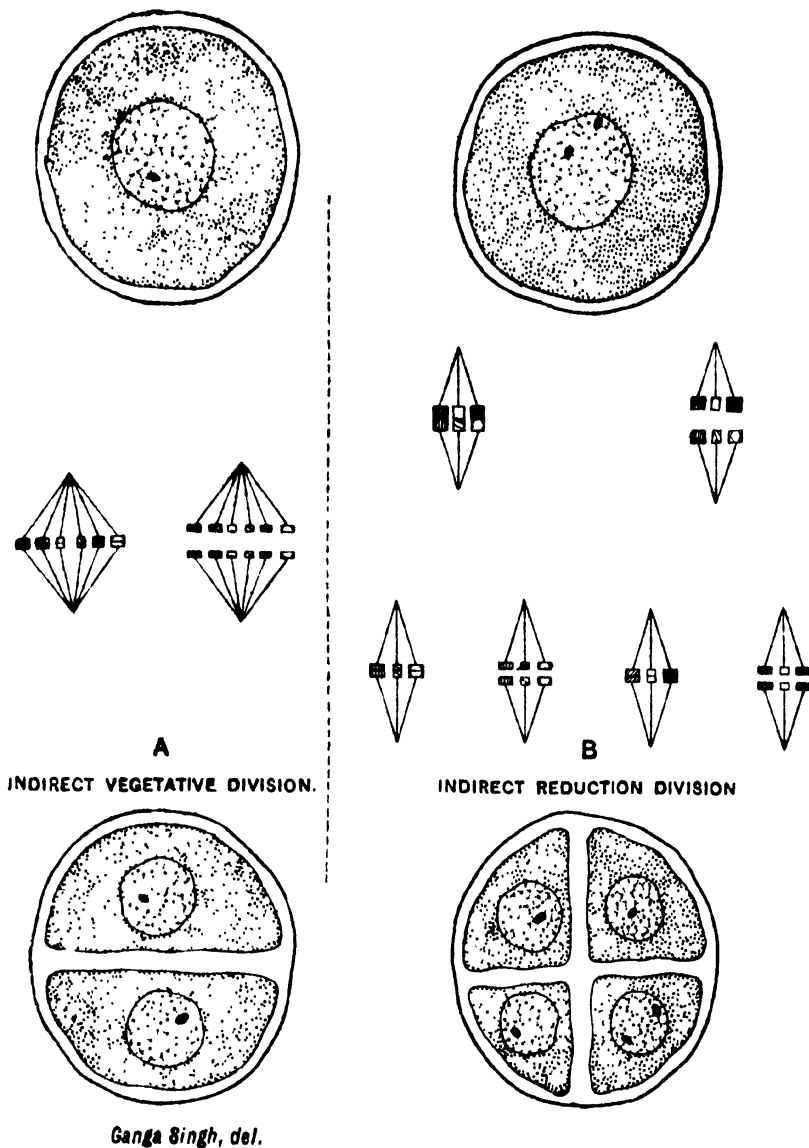 A
INDIRECT VEGETATIVE DIVISION.
B
INDIRECT REDUCTION DIVISION
Ganga Singh, del.